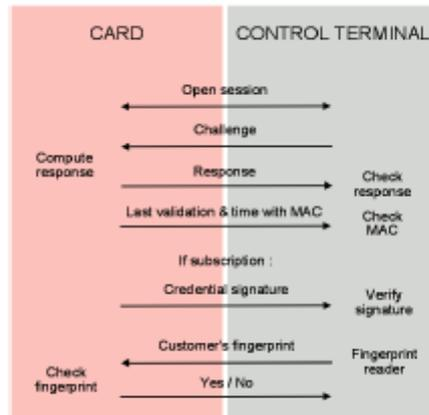 CARD
CONTROL TERMINAL
Open session
Challenge
Compute
response
Response
Check
response
Last validation & time with MAC
Check
MAC
If subscription :
Credential signature
Verify
signature
Customer's fingerprint
Fingerprint
reader
Check
fingerprint
Yes / No